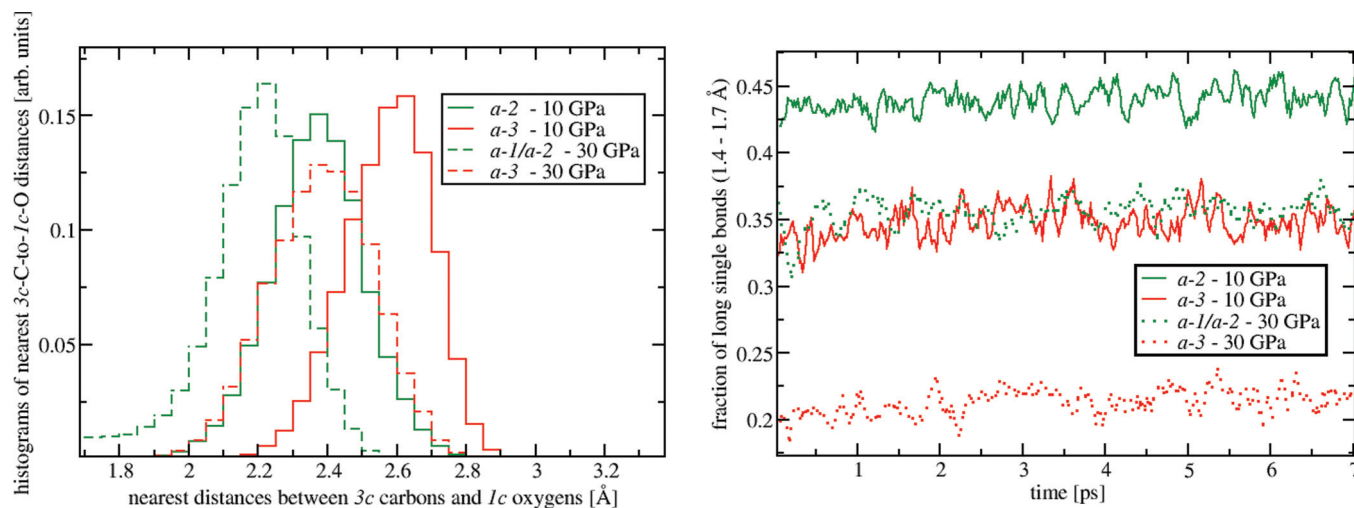 histograms of nearest 3c-C-to-1c-O distances [arb. units]
0.15
0.1
0.05
a-2 - 10 GPa
a-3 - 10 GPa
a-1/a-2 - 30 GPa
a-3 - 30 GPa
1.8 2 2.2 2.4 2.6 2.8 3 3.2
nearest distances between 3c carbons and 1c oxygens [Å]
fraction of long single bonds (1.4 - 1.7 Å)
0.45
0.4
0.35
0.3
0.25
0.2
a-2 - 10 GPa
a-3 - 10 GPa
a-1/a-2 - 30 GPa
a-3 - 30 GPa
1 2 3 4 5 6 7
time [ps]